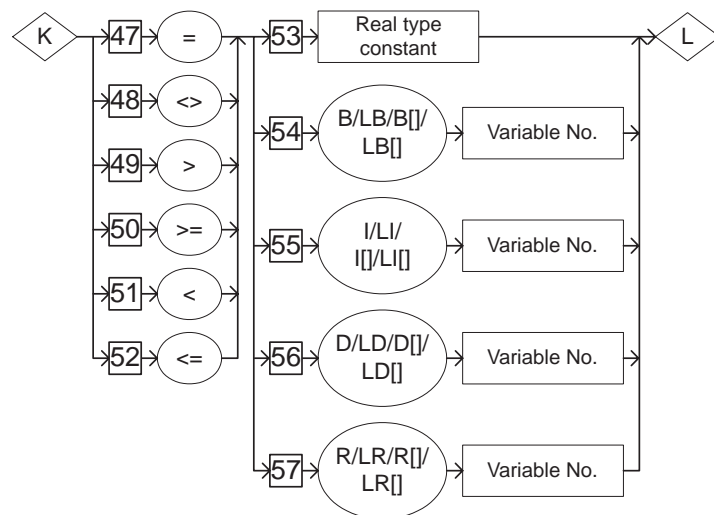 K
47
=
53
Real type
constant
L
48
<>
54
B/LB/B[]/
LB[]
Variable No.
49
>
50
>=
55
I/LI/
I[]/LI[]
Variable No.
51
<
52
<=
56
D/LD/D[]/
LD[]
Variable No.
57
R/LR/R[]/
LR[]
Variable No.